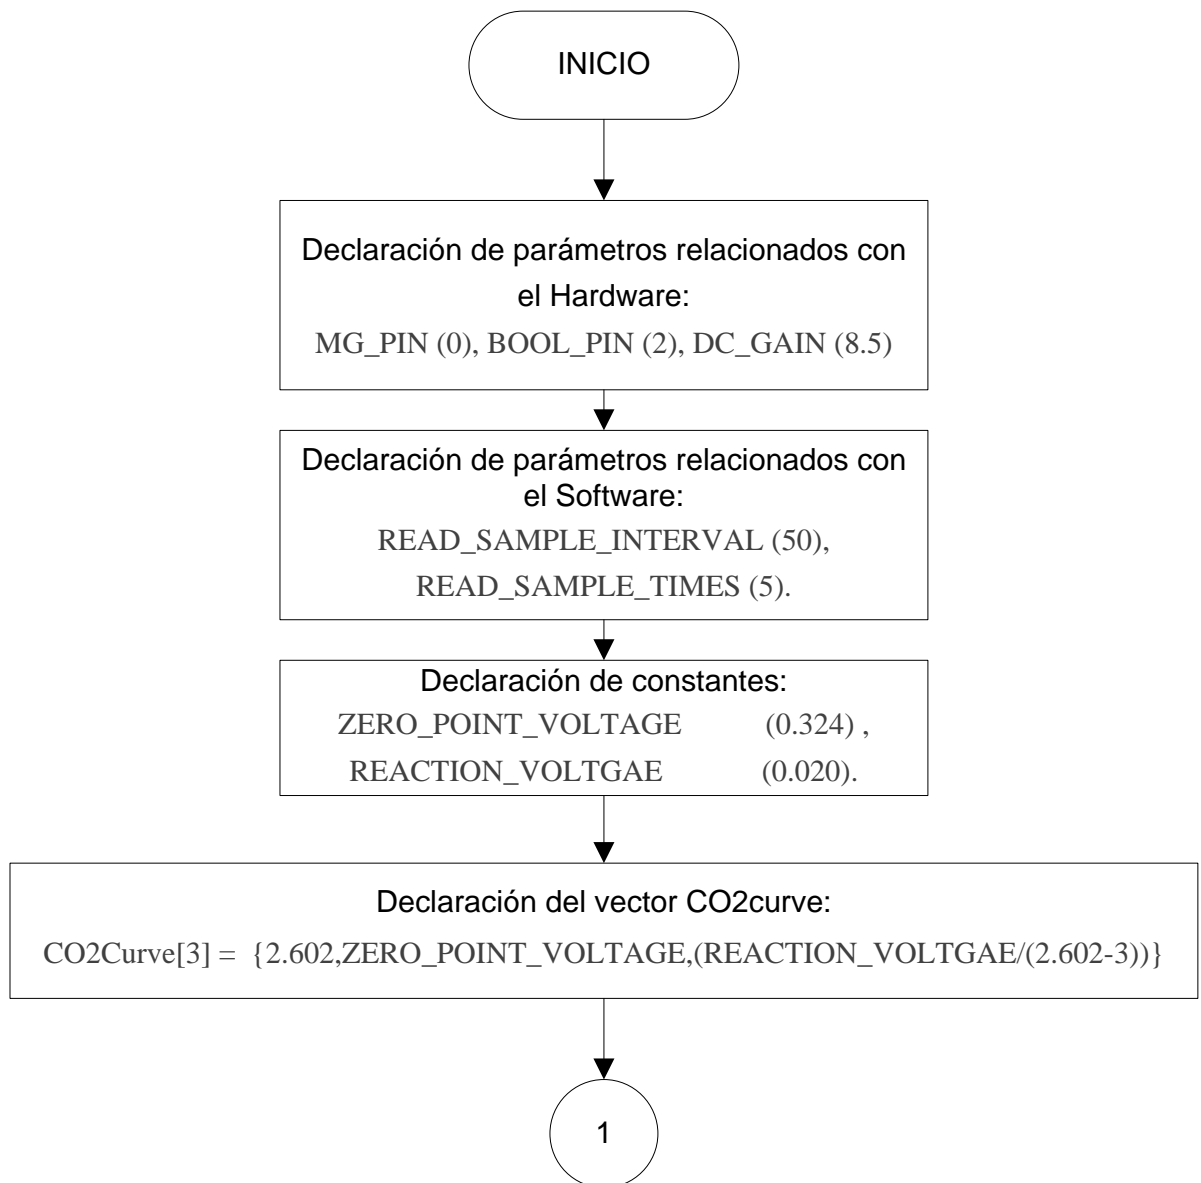 INICIO
Declaración de parámetros relacionados con
el Hardware:
MG_PIN (0), BOOL_PIN (2), DC_GAIN (8.5)
Declaración de parámetros relacionados con
el Software:
READ_SAMPLE_INTERVAL (50),
READ_SAMPLE_TIMES (5).
Declaración de constantes:
ZERO_POINT_VOLTAGE (0.324) ,
REACTION_VOLTGAE (0.020).
Declaración del vector CO2curve:
CO2Curve[3] = {2.602,ZERO_POINT_VOLTAGE,(REACTION_VOLTGAE/(2.602-3))}
1